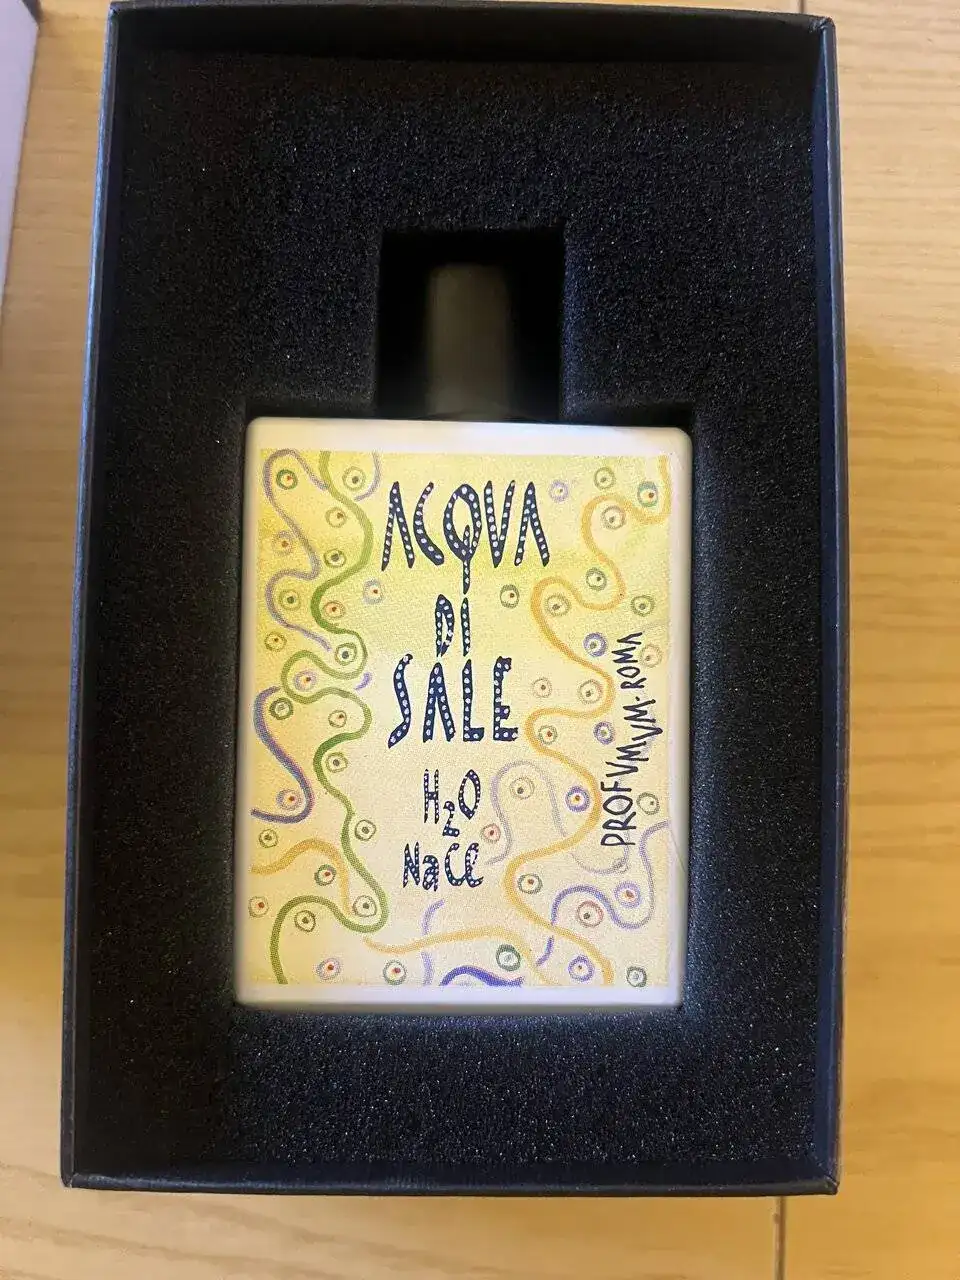 ACQVA
DI
SALE
H₂O
NaCl
PROFVMVM·ROMA